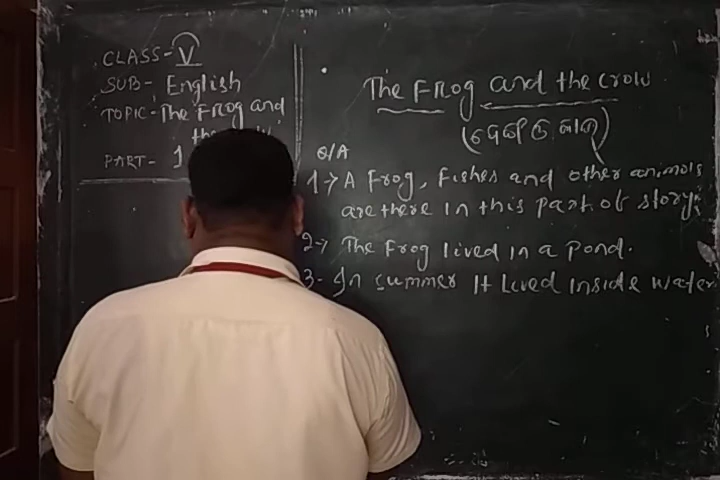 CLASS- V
SUB- English
TOPIC- The Frog and
the
PART- 1
The Frog and the crow
Q/A
1→ A Frog, Fishes and other animals
are there in this part of story.
2→ The Frog lived in a pond.
3- In summer It Lived Inside water